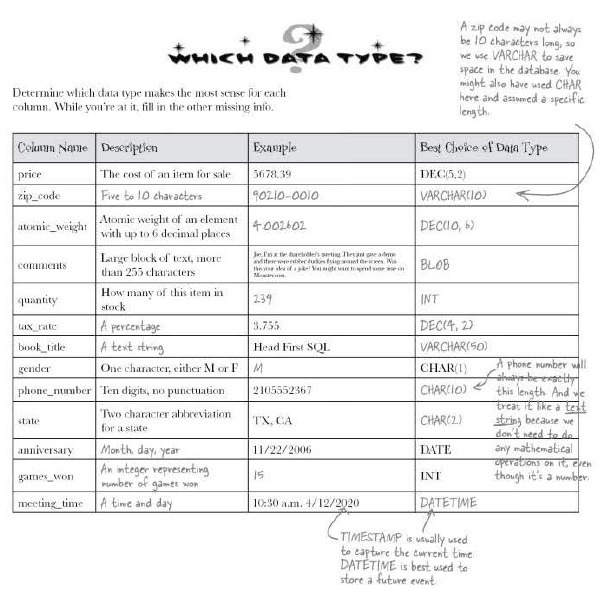 A zip code may not always
be 10 characters long, so
we use VARCHAR to save
space in the database. You
might also have used CHAR
here and assumed a specific
length.
?
WHICH DATA TYPE?
Determine which data type makes the most sense for each
column. While you're at it, fill in the other missing info.
Column Name Description Example Best Choice of Data Type
price The cost of an item for sale 5678.39 DEC(5,2)
zip_code Five to 10 characters 90210-0010 VARCHAR(10)
atomic_weight Atomic weight of an element
with up to 6 decimal places 4.002602 DEC(10, 6)
comments Large block of text, more
than 255 characters
Joe, I'm at the shareholder's meeting. They just gave a demo
and there were rubber duckies flying around the screen. Was
this your idea of a joke? You might want to spend some time on
Monster.com.
BLOB
quantity How many of this item in
stock 239 INT
tax_rate A percentage 3.755 DEC(4, 2)
book_title A text string Head First SQL VARCHAR(50)
gender One character, either M or F M CHAR(1)
phone_number Ten digits, no punctuation 2105552367 CHAR(10)
A phone number will
always be exactly
this length. And we
treat it like a text
string because we
don't need to do
any mathematical
operations on it, even
though it's a number.
state Two character abbreviation
for a state TX, CA CHAR(2)
anniversary Month, day, year 11/22/2006 DATE
games_won An integer representing
number of games won 15 INT
meeting_time A time and day 10:30 a.m. 4/12/2020 DATETIME
TIMESTAMP is usually used
to capture the current time.
DATETIME is best used to
store a future event.